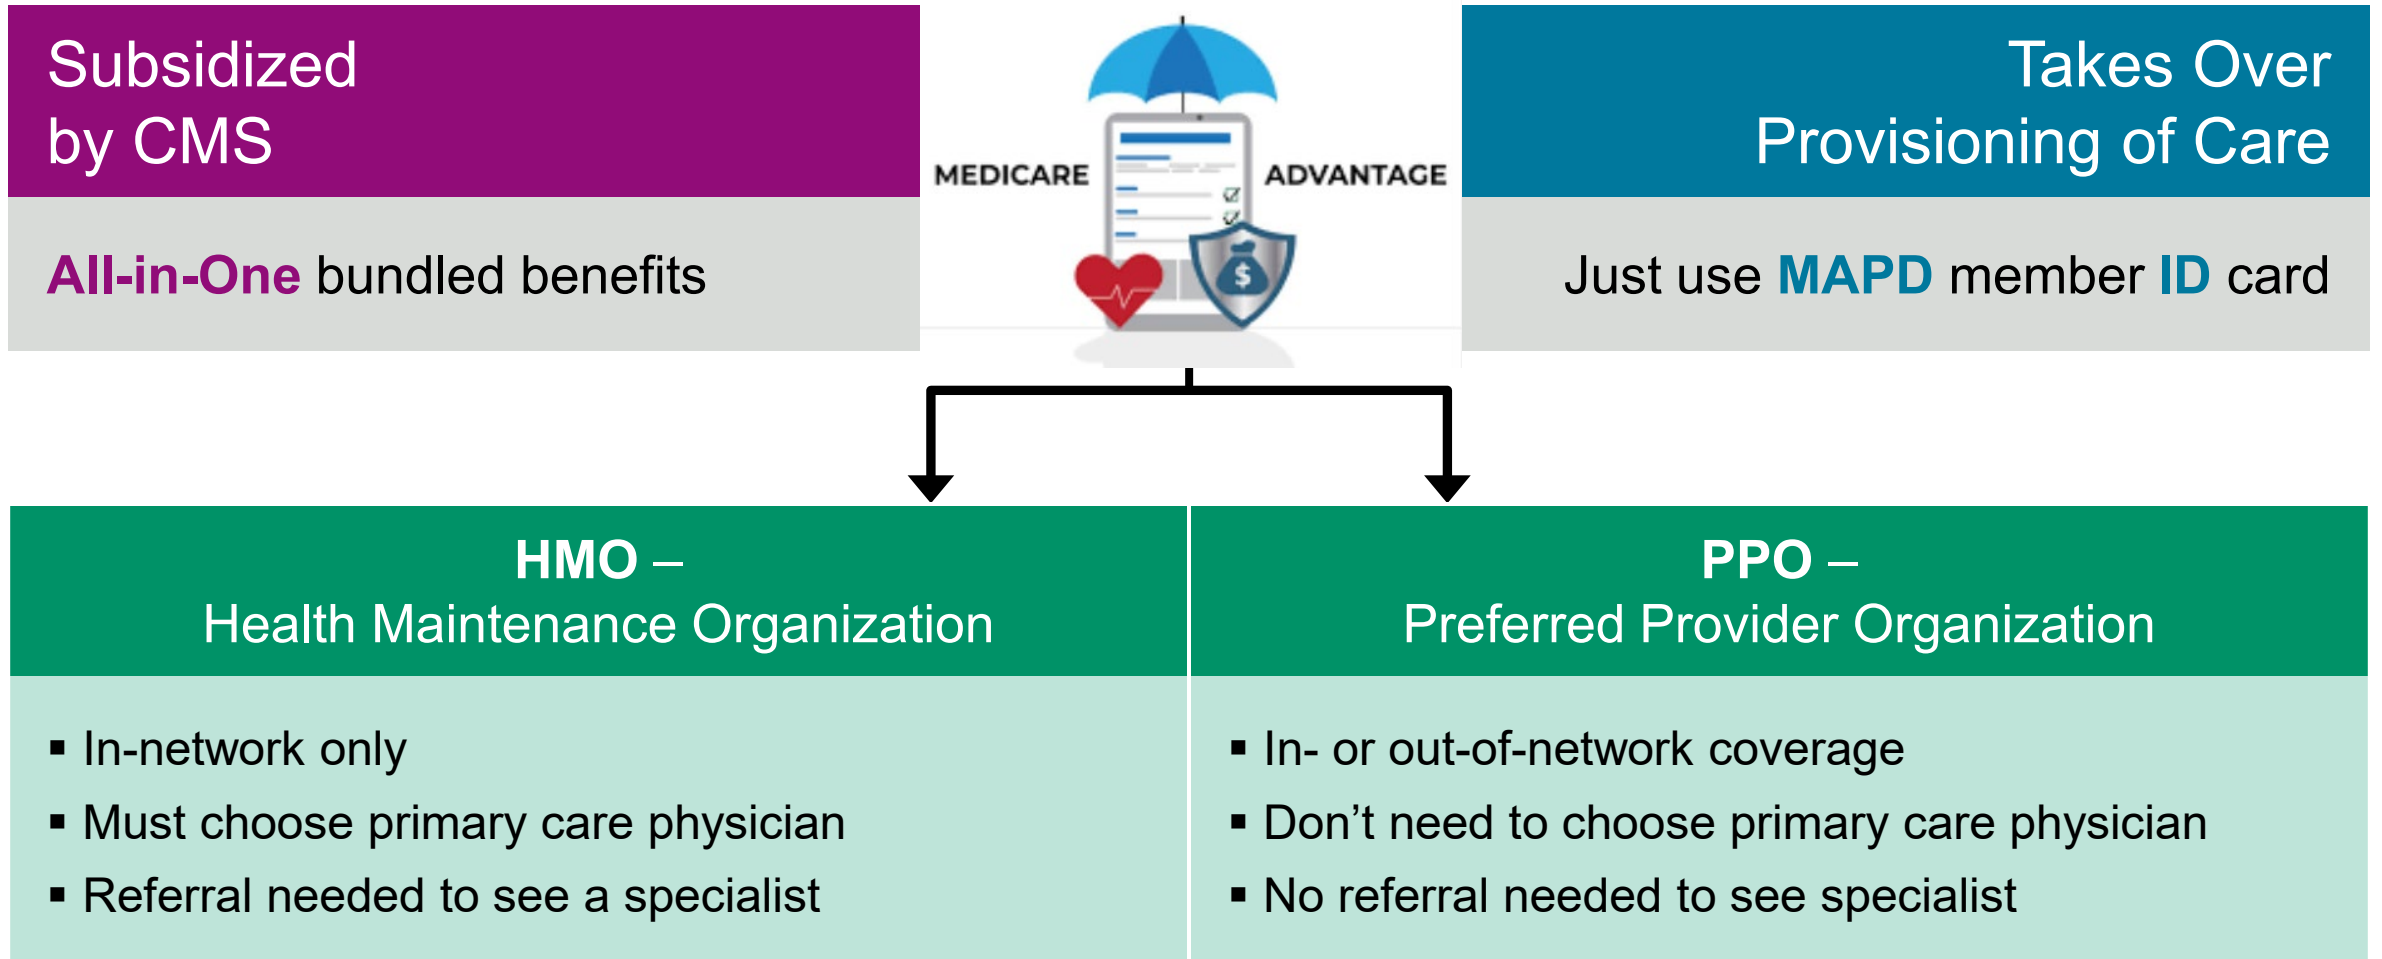 Subsidized
by CMS
All-in-One bundled benefits
MEDICARE ADVANTAGE
$
Takes Over
Provisioning of Care
Just use MAPD member ID card
HMO –
Health Maintenance Organization
▪ In-network only
▪ Must choose primary care physician
▪ Referral needed to see a specialist
PPO –
Preferred Provider Organization
▪ In- or out-of-network coverage
▪ Don’t need to choose primary care physician
▪ No referral needed to see specialist